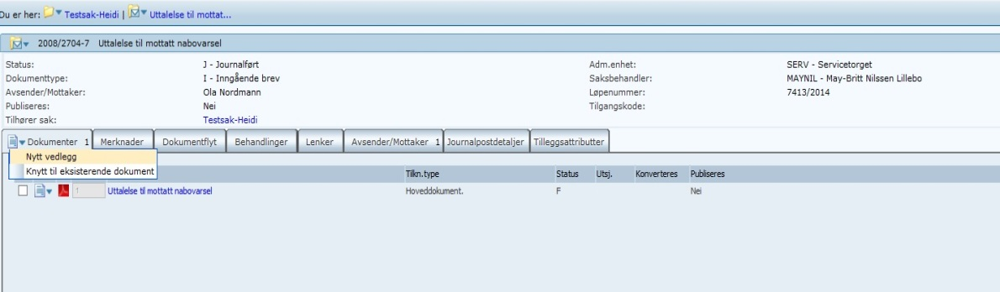 Du er her: Testsak-Heidi | Uttalelse til mottat...
2008/2704-7 Uttalelse til mottatt nabovarsel
Status: J - Journalført Adm.enhet: SERV - Servicetorget
Dokumenttype: I - Inngående brev Saksbehandler: MAYNIL - May-Britt Nilssen Lillebo
Avsender/Mottaker: Ola Nordmann Løpenummer: 7413/2014
Publiseres: Nei Tilgangskode:
Tilhører sak: Testsak-Heidi
Dokumenter 1 Merknader Dokumentflyt Behandlinger Lenker Avsender/Mottaker 1 Journalpostdetaljer Tilleggsattributter
Nytt vedlegg
Knytt til eksisterende dokument Tilkn.type Status Utsj. Konverteres Publiseres
1 Uttalelse til mottatt nabovarsel Hoveddokument. F Nei